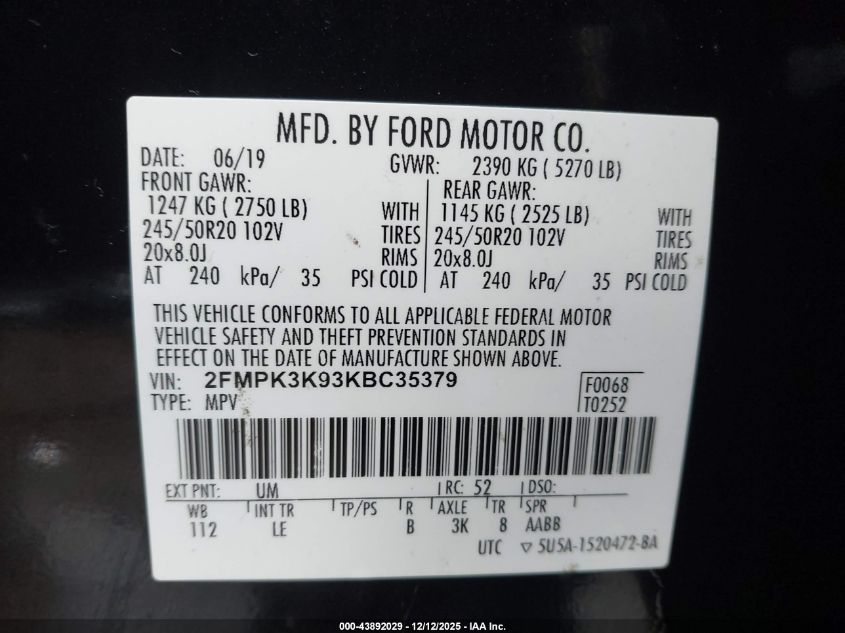 MFD. BY FORD MOTOR CO.
DATE: 06/19 GVWR: 2390 KG ( 5270 LB)
FRONT GAWR: REAR GAWR:
1247 KG ( 2750 LB) WITH 1145 KG ( 2525 LB) WITH
245/50R20 102V TIRES 245/50R20 102V TIRES
20x8.0J RIMS 20x8.0J RIMS
AT 240 kPa/ 35 PSI COLD AT 240 kPa/ 35 PSI COLD
THIS VEHICLE CONFORMS TO ALL APPLICABLE FEDERAL MOTOR
VEHICLE SAFETY AND THEFT PREVENTION STANDARDS IN
EFFECT ON THE DATE OF MANUFACTURE SHOWN ABOVE.
VIN: 2FMPK3K93KBC35379 F0068
TYPE: MPV T0252
EXT PNT: UM RC: 52 DSO:
WB INT TR TP/PS R AXLE TR SPR
112 LE B 3K 8 AABB
UTC ▽ 5U5A-1520472-BA
000-43892029 - 12/12/2025 - IAA Inc.